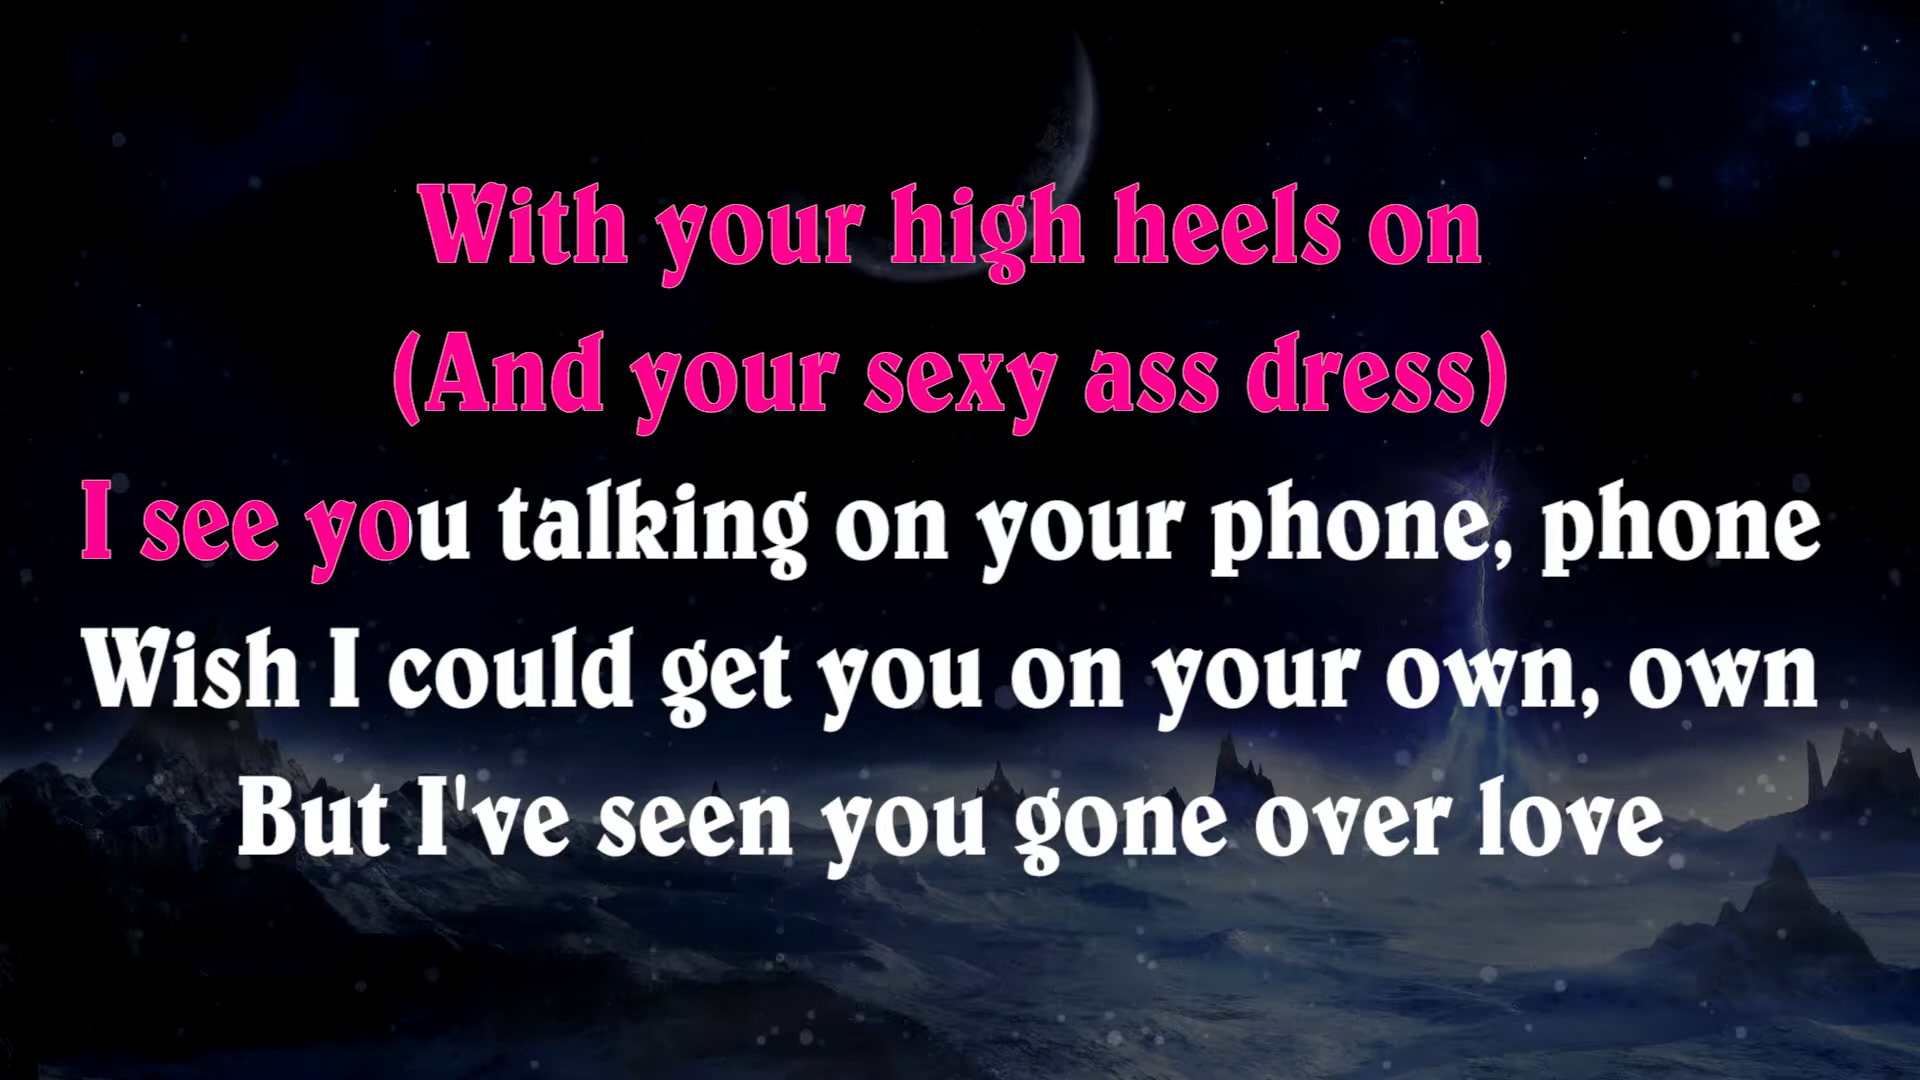 With your high heels on
(And your sexy ass dress)
I see you talking on your phone, phone
Wish I could get you on your own, own
But I've seen you gone over love